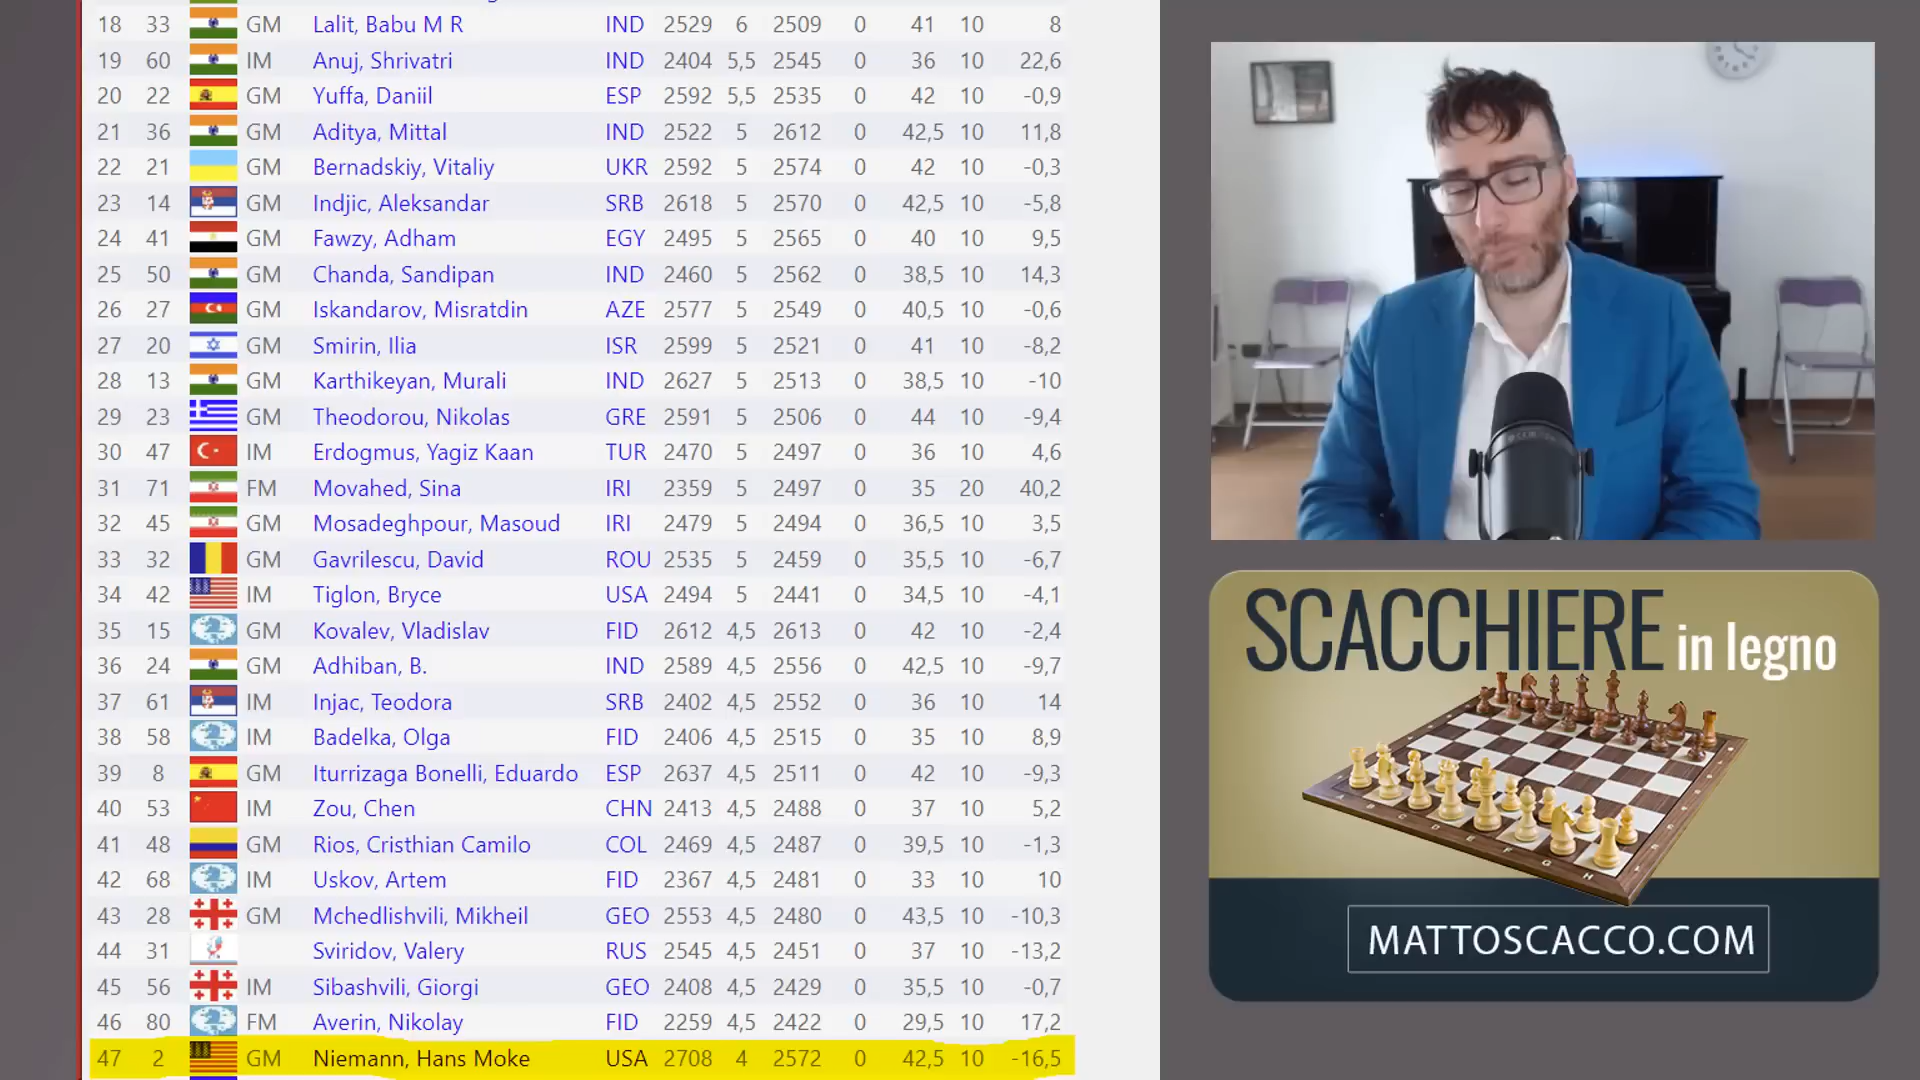 18 33 GM Lalit, Babu M R IND 2529 6 2509 0 41 10 8
19 60 IM Anuj, Shrivatri IND 2404 5,5 2545 0 36 10 22,6
20 22 GM Yuffa, Daniil ESP 2592 5,5 2535 0 42 10 -0,9
21 36 GM Aditya, Mittal IND 2522 5 2612 0 42,5 10 11,8
22 21 GM Bernadskiy, Vitaliy UKR 2592 5 2574 0 42 10 -0,3
23 14 GM Indjic, Aleksandar SRB 2618 5 2570 0 42,5 10 -5,8
24 41 GM Fawzy, Adham EGY 2495 5 2565 0 40 10 9,5
25 50 GM Chanda, Sandipan IND 2460 5 2562 0 38,5 10 14,3
26 27 GM Iskandarov, Misratdin AZE 2577 5 2549 0 40,5 10 -0,6
27 20 GM Smirin, Ilia ISR 2599 5 2521 0 41 10 -8,2
28 13 GM Karthikeyan, Murali IND 2627 5 2513 0 38,5 10 -10
29 23 GM Theodorou, Nikolas GRE 2591 5 2506 0 44 10 -9,4
30 47 IM Erdogmus, Yagiz Kaan TUR 2470 5 2497 0 36 10 4,6
31 71 FM Movahed, Sina IRI 2359 5 2497 0 35 20 40,2
32 45 GM Mosadeghpour, Masoud IRI 2479 5 2494 0 36,5 10 3,5
33 32 GM Gavrilescu, David ROU 2535 5 2459 0 35,5 10 -6,7
34 42 IM Tiglon, Bryce USA 2494 5 2441 0 34,5 10 -4,1
35 15 GM Kovalev, Vladislav FID 2612 4,5 2613 0 42 10 -2,4
36 24 GM Adhiban, B. IND 2589 4,5 2556 0 42,5 10 -9,7
37 61 IM Injac, Teodora SRB 2402 4,5 2552 0 36 10 14
38 58 IM Badelka, Olga FID 2406 4,5 2515 0 35 10 8,9
39 8 GM Iturrizaga Bonelli, Eduardo ESP 2637 4,5 2511 0 42 10 -9,3
40 53 IM Zou, Chen CHN 2413 4,5 2488 0 37 10 5,2
41 48 GM Rios, Cristhian Camilo COL 2469 4,5 2487 0 39,5 10 -1,3
42 68 IM Uskov, Artem FID 2367 4,5 2481 0 33 10 10
43 28 GM Mchedlishvili, Mikheil GEO 2553 4,5 2480 0 43,5 10 -10,3
44 31 Sviridov, Valery RUS 2545 4,5 2451 0 37 10 -13,2
45 56 IM Sibashvili, Giorgi GEO 2408 4,5 2429 0 35,5 10 -0,7
46 80 FM Averin, Nikolay FID 2259 4,5 2422 0 29,5 10 17,2
47 2 GM Niemann, Hans Moke USA 2708 4 2572 0 42,5 10 -16,5
SCACCHIERE in legno
MATTOSCACCO.COM